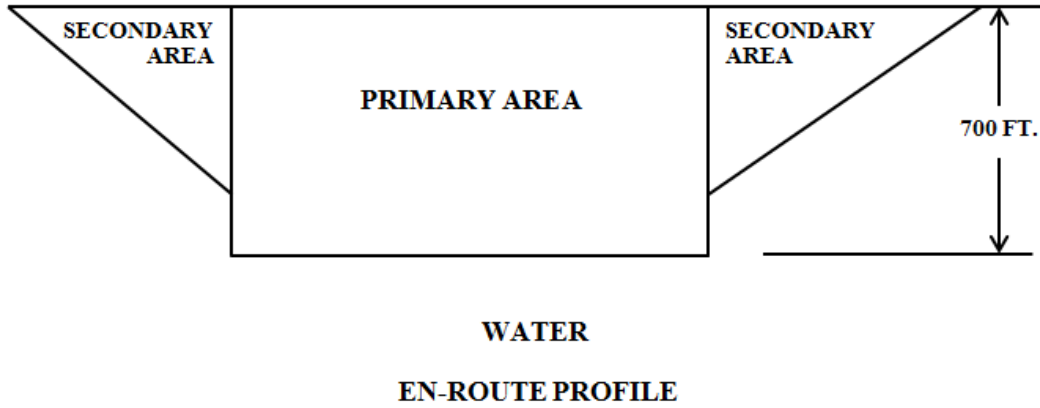 SECONDARY
AREA
PRIMARY AREA
SECONDARY
AREA
700 FT.
WATER
EN-ROUTE PROFILE